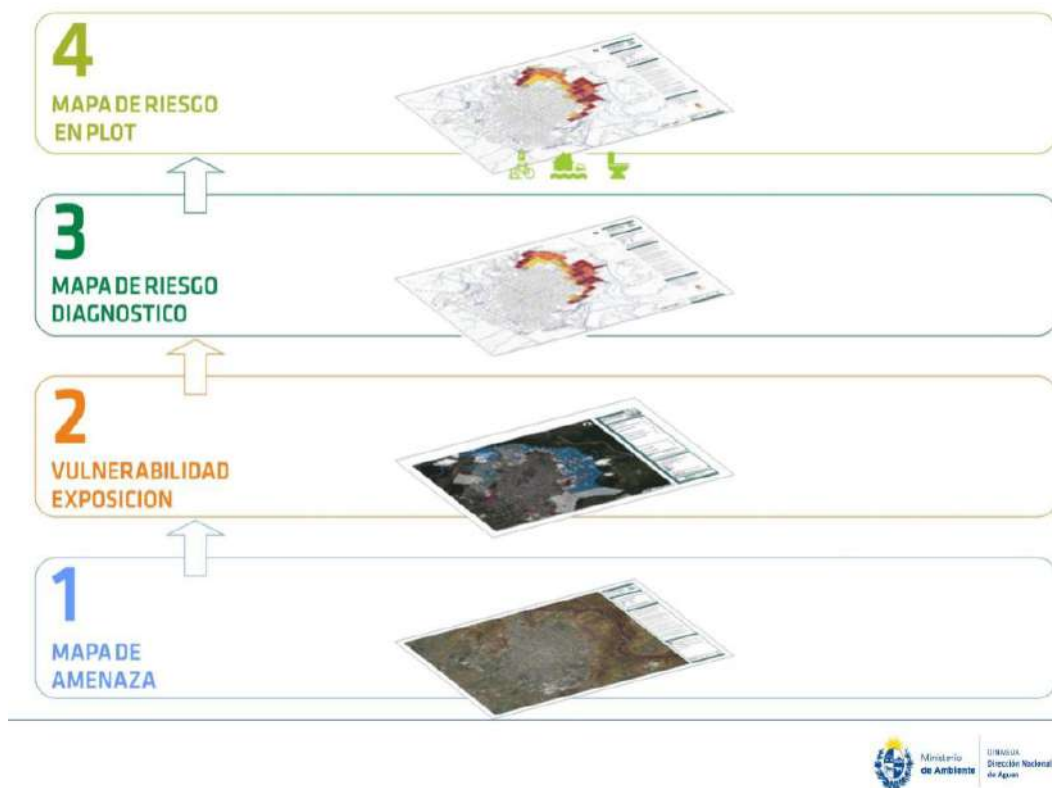 4
MAPA DE RIESGO
EN PLOT
3
MAPA DE RIESGO
DIAGNOSTICO
2
VULNERABILIDAD
EXPOSICION
1
MAPA DE
AMENAZA
Ministerio
de Ambiente
DINAGUA
Dirección Nacional
de Aguas